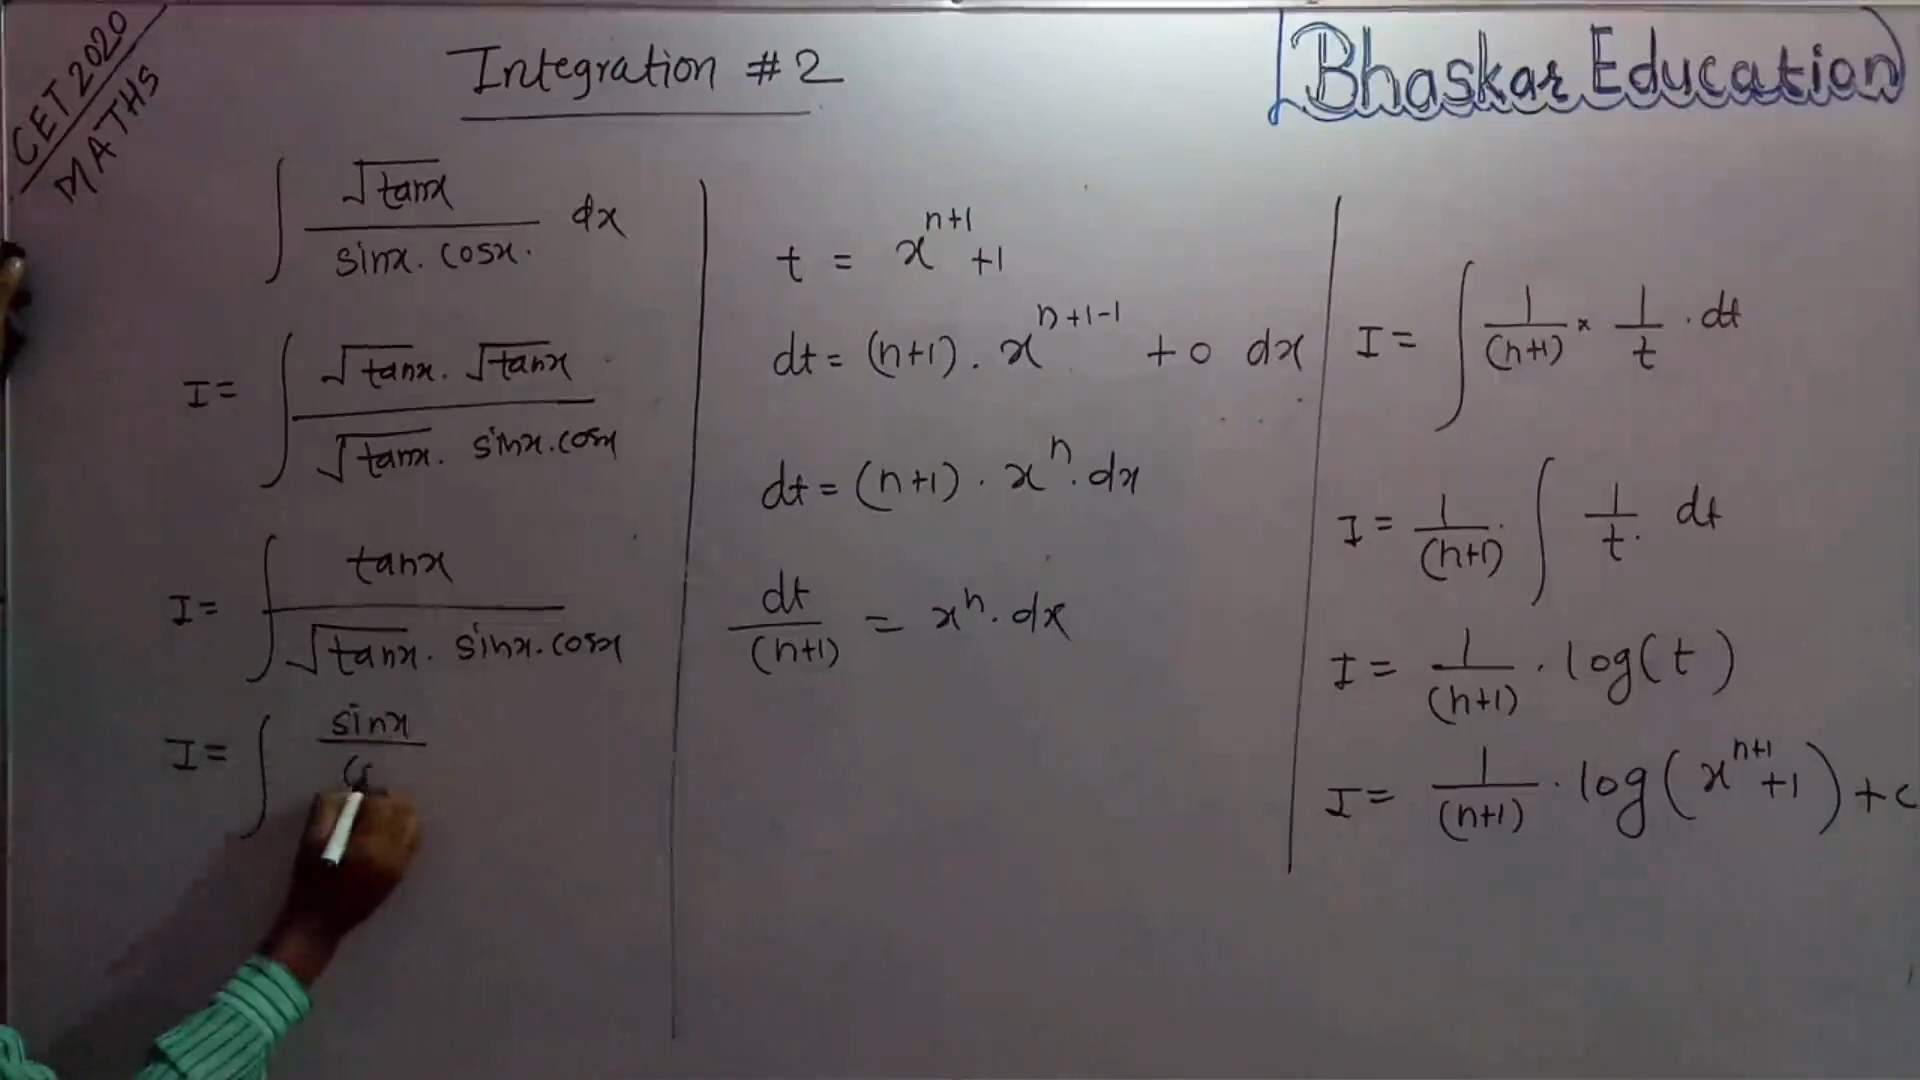 CET 2020
MATHS
Integration #2
Bhaskar Education
∫ √tanx / sinx. cosx. dx
I = ∫ √tanx. √tanx / √tanx. sinx.cosx
I = ∫ tanx / √tanx. sinx.cosx
I = ∫ sinx /
t = x^(n+1) +1
dt = (n+1) . x^(n+1-1) + 0 dx
dt = (n+1) . x^n . dx
dt / (n+1) = x^n . dx
I = ∫ 1/(n+1) × 1/t . dt
I = 1/(n+1) . ∫ 1/t. dt
I = 1/(n+1) . log(t)
I = 1/(n+1) . log(x^(n+1) +1) + c